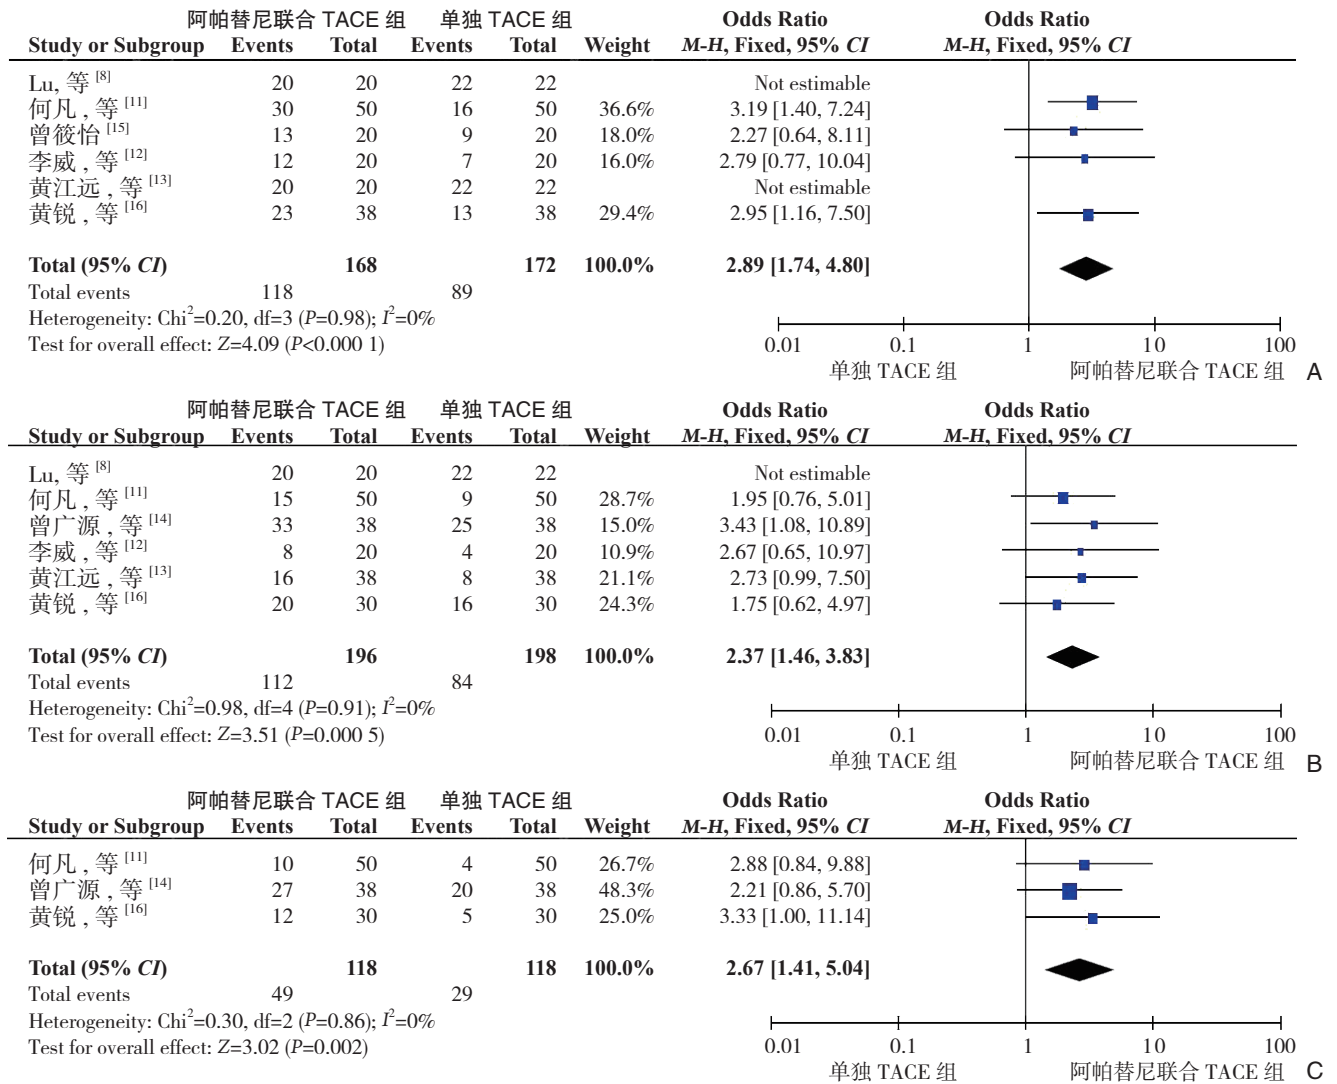 阿帕替尼联合 TACE 组 单独 TACE 组 Odds Ratio Odds Ratio
Study or Subgroup Events Total Events Total Weight M-H, Fixed, 95% CI M-H, Fixed, 95% CI
Lu, 等 [8] 20 20 22 22 Not estimable
何凡 , 等 [11] 30 50 16 50 36.6% 3.19 [1.40, 7.24]
曾筱怡 [15] 13 20 9 20 18.0% 2.27 [0.64, 8.11]
李威 , 等 [12] 12 20 7 20 16.0% 2.79 [0.77, 10.04]
黄江远 , 等 [13] 20 20 22 22 Not estimable
黄锐 , 等 [16] 23 38 13 38 29.4% 2.95 [1.16, 7.50]
Total (95% CI) 168 172 100.0% 2.89 [1.74, 4.80]
Total events 118 89
Heterogeneity: Chi²=0.20, df=3 (P=0.98); I²=0%
Test for overall effect: Z=4.09 (P<0.000 1)
0.01 0.1 1 10 100
单独 TACE 组 阿帕替尼联合 TACE 组 A
阿帕替尼联合 TACE 组 单独 TACE 组 Odds Ratio Odds Ratio
Study or Subgroup Events Total Events Total Weight M-H, Fixed, 95% CI M-H, Fixed, 95% CI
Lu, 等 [8] 20 20 22 22 Not estimable
何凡 , 等 [11] 15 50 9 50 28.7% 1.95 [0.76, 5.01]
曾广源 , 等 [14] 33 38 25 38 15.0% 3.43 [1.08, 10.89]
李威 , 等 [12] 8 20 4 20 10.9% 2.67 [0.65, 10.97]
黄江远 , 等 [13] 16 38 8 38 21.1% 2.73 [0.99, 7.50]
黄锐 , 等 [16] 20 30 16 30 24.3% 1.75 [0.62, 4.97]
Total (95% CI) 196 198 100.0% 2.37 [1.46, 3.83]
Total events 112 84
Heterogeneity: Chi²=0.98, df=4 (P=0.91); I²=0%
Test for overall effect: Z=3.51 (P=0.000 5)
0.01 0.1 1 10 100
单独 TACE 组 阿帕替尼联合 TACE 组 B
阿帕替尼联合 TACE 组 单独 TACE 组 Odds Ratio Odds Ratio
Study or Subgroup Events Total Events Total Weight M-H, Fixed, 95% CI M-H, Fixed, 95% CI
何凡 , 等 [11] 10 50 4 50 26.7% 2.88 [0.84, 9.88]
曾广源 , 等 [14] 27 38 20 38 48.3% 2.21 [0.86, 5.70]
黄锐 , 等 [16] 12 30 5 30 25.0% 3.33 [1.00, 11.14]
Total (95% CI) 118 118 100.0% 2.67 [1.41, 5.04]
Total events 49 29
Heterogeneity: Chi²=0.30, df=2 (P=0.86); I²=0%
Test for overall effect: Z=3.02 (P=0.002)
0.01 0.1 1 10 100
单独 TACE 组 阿帕替尼联合 TACE 组 C